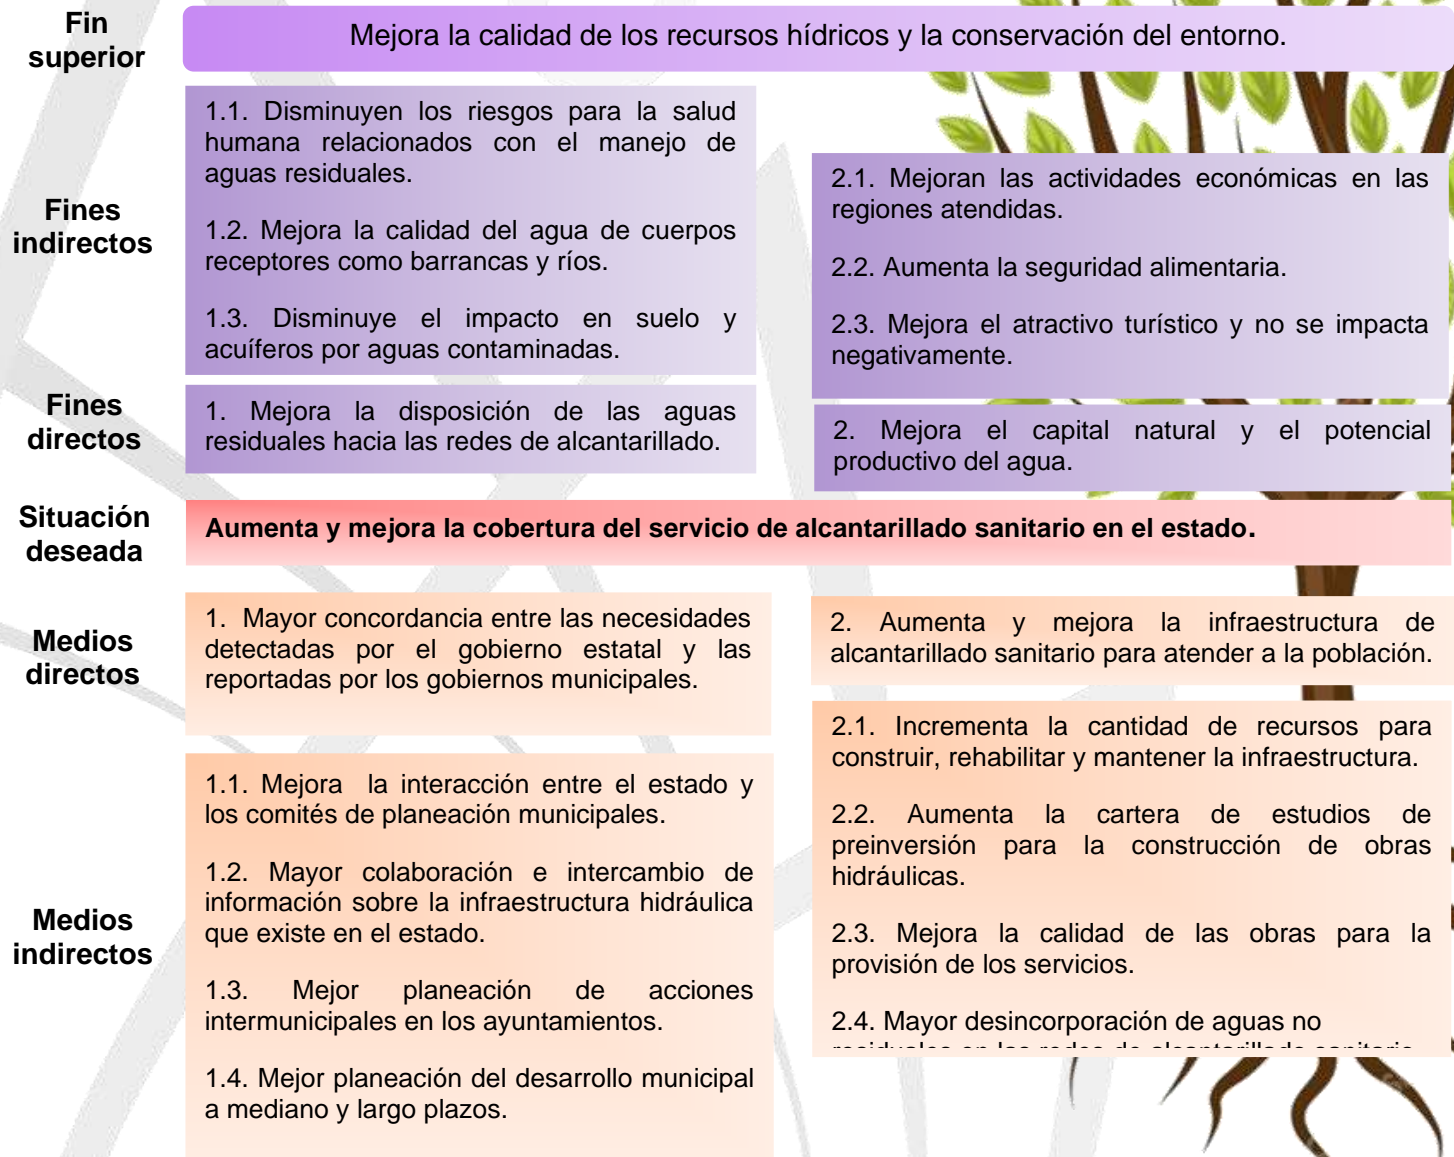 Fin
superior
Mejora la calidad de los recursos hídricos y la conservación del entorno.
Fines
indirectos
1.1. Disminuyen los riesgos para la salud
humana relacionados con el manejo de
aguas residuales.
1.2. Mejora la calidad del agua de cuerpos
receptores como barrancas y ríos.
1.3. Disminuye el impacto en suelo y
acuíferos por aguas contaminadas.
2.1. Mejoran las actividades económicas en las
regiones atendidas.
2.2. Aumenta la seguridad alimentaria.
2.3. Mejora el atractivo turístico y no se impacta
negativamente.
Fines
directos
1. Mejora la disposición de las aguas
residuales hacia las redes de alcantarillado.
2. Mejora el capital natural y el potencial
productivo del agua.
Situación
deseada
Aumenta y mejora la cobertura del servicio de alcantarillado sanitario en el estado.
Medios
directos
1. Mayor concordancia entre las necesidades
detectadas por el gobierno estatal y las
reportadas por los gobiernos municipales.
2. Aumenta y mejora la infraestructura de
alcantarillado sanitario para atender a la población.
Medios
indirectos
1.1. Mejora la interacción entre el estado y
los comités de planeación municipales.
1.2. Mayor colaboración e intercambio de
información sobre la infraestructura hidráulica
que existe en el estado.
1.3. Mejor planeación de acciones
intermunicipales en los ayuntamientos.
1.4. Mejor planeación del desarrollo municipal
a mediano y largo plazos.
2.1. Incrementa la cantidad de recursos para
construir, rehabilitar y mantener la infraestructura.
2.2. Aumenta la cartera de estudios de
preinversión para la construcción de obras
hidráulicas.
2.3. Mejora la calidad de las obras para la
provisión de los servicios.
2.4. Mayor desincorporación de aguas no
residuales en las redes de alcantarillado sanitario